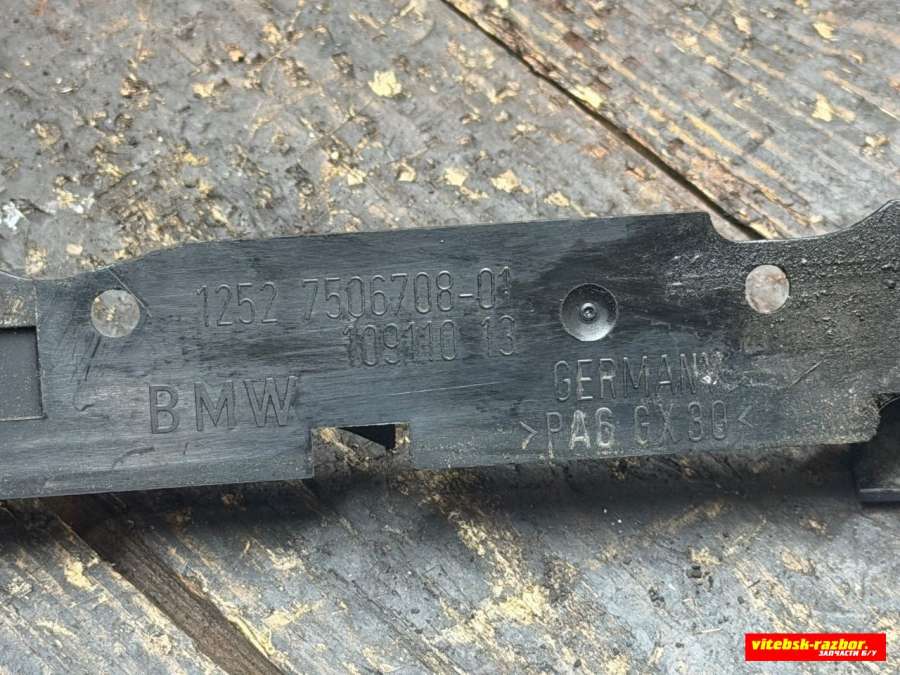 1252 7506708-01
109110 13
BMW
GERMANY
>PA6 GX30<
vitebsk-razbor.
ЗАПЧАСТИ Б/У